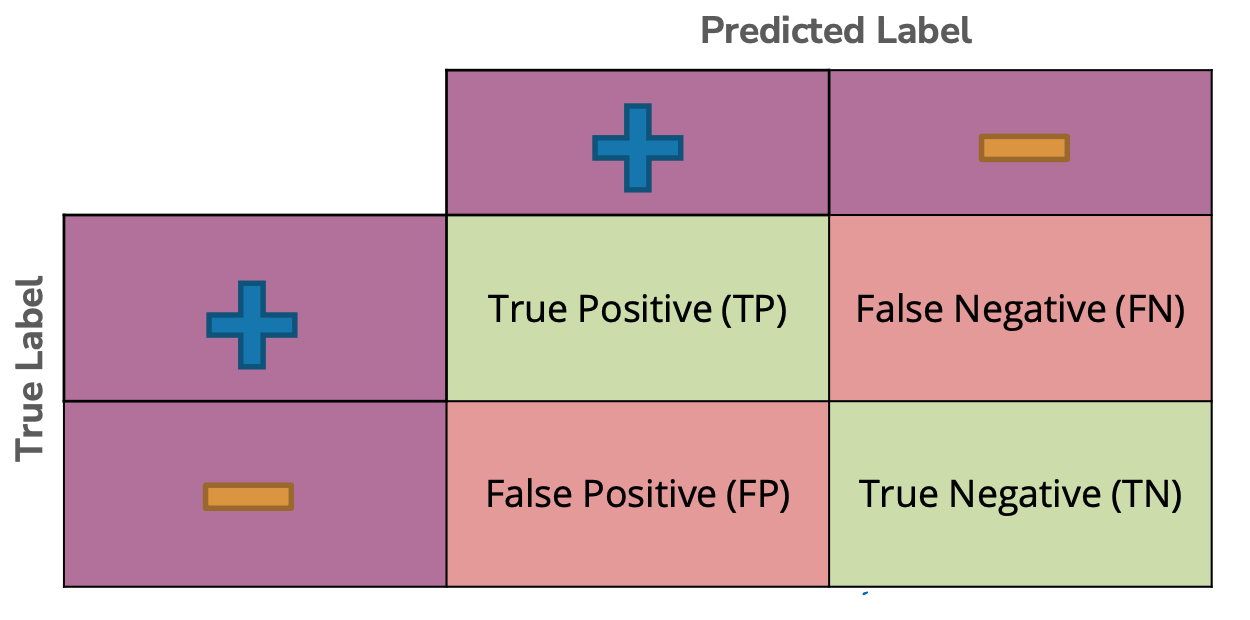 Predicted Label
True Label
True Positive (TP)
False Negative (FN)
False Positive (FP)
True Negative (TN)